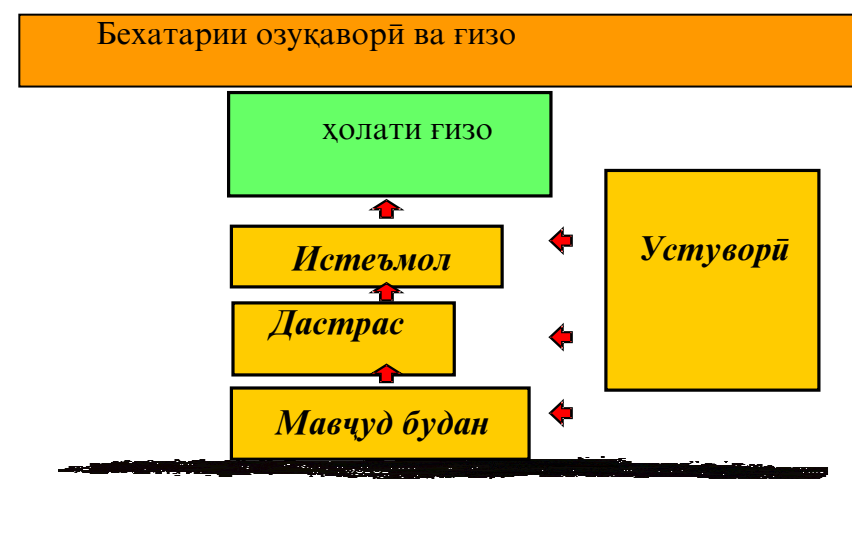 Бехатарии озуқаворӣ ва ғизо
ҳолати ғизо
Истеъмол
Устуворӣ
Дастрас
Мавҷуд будан